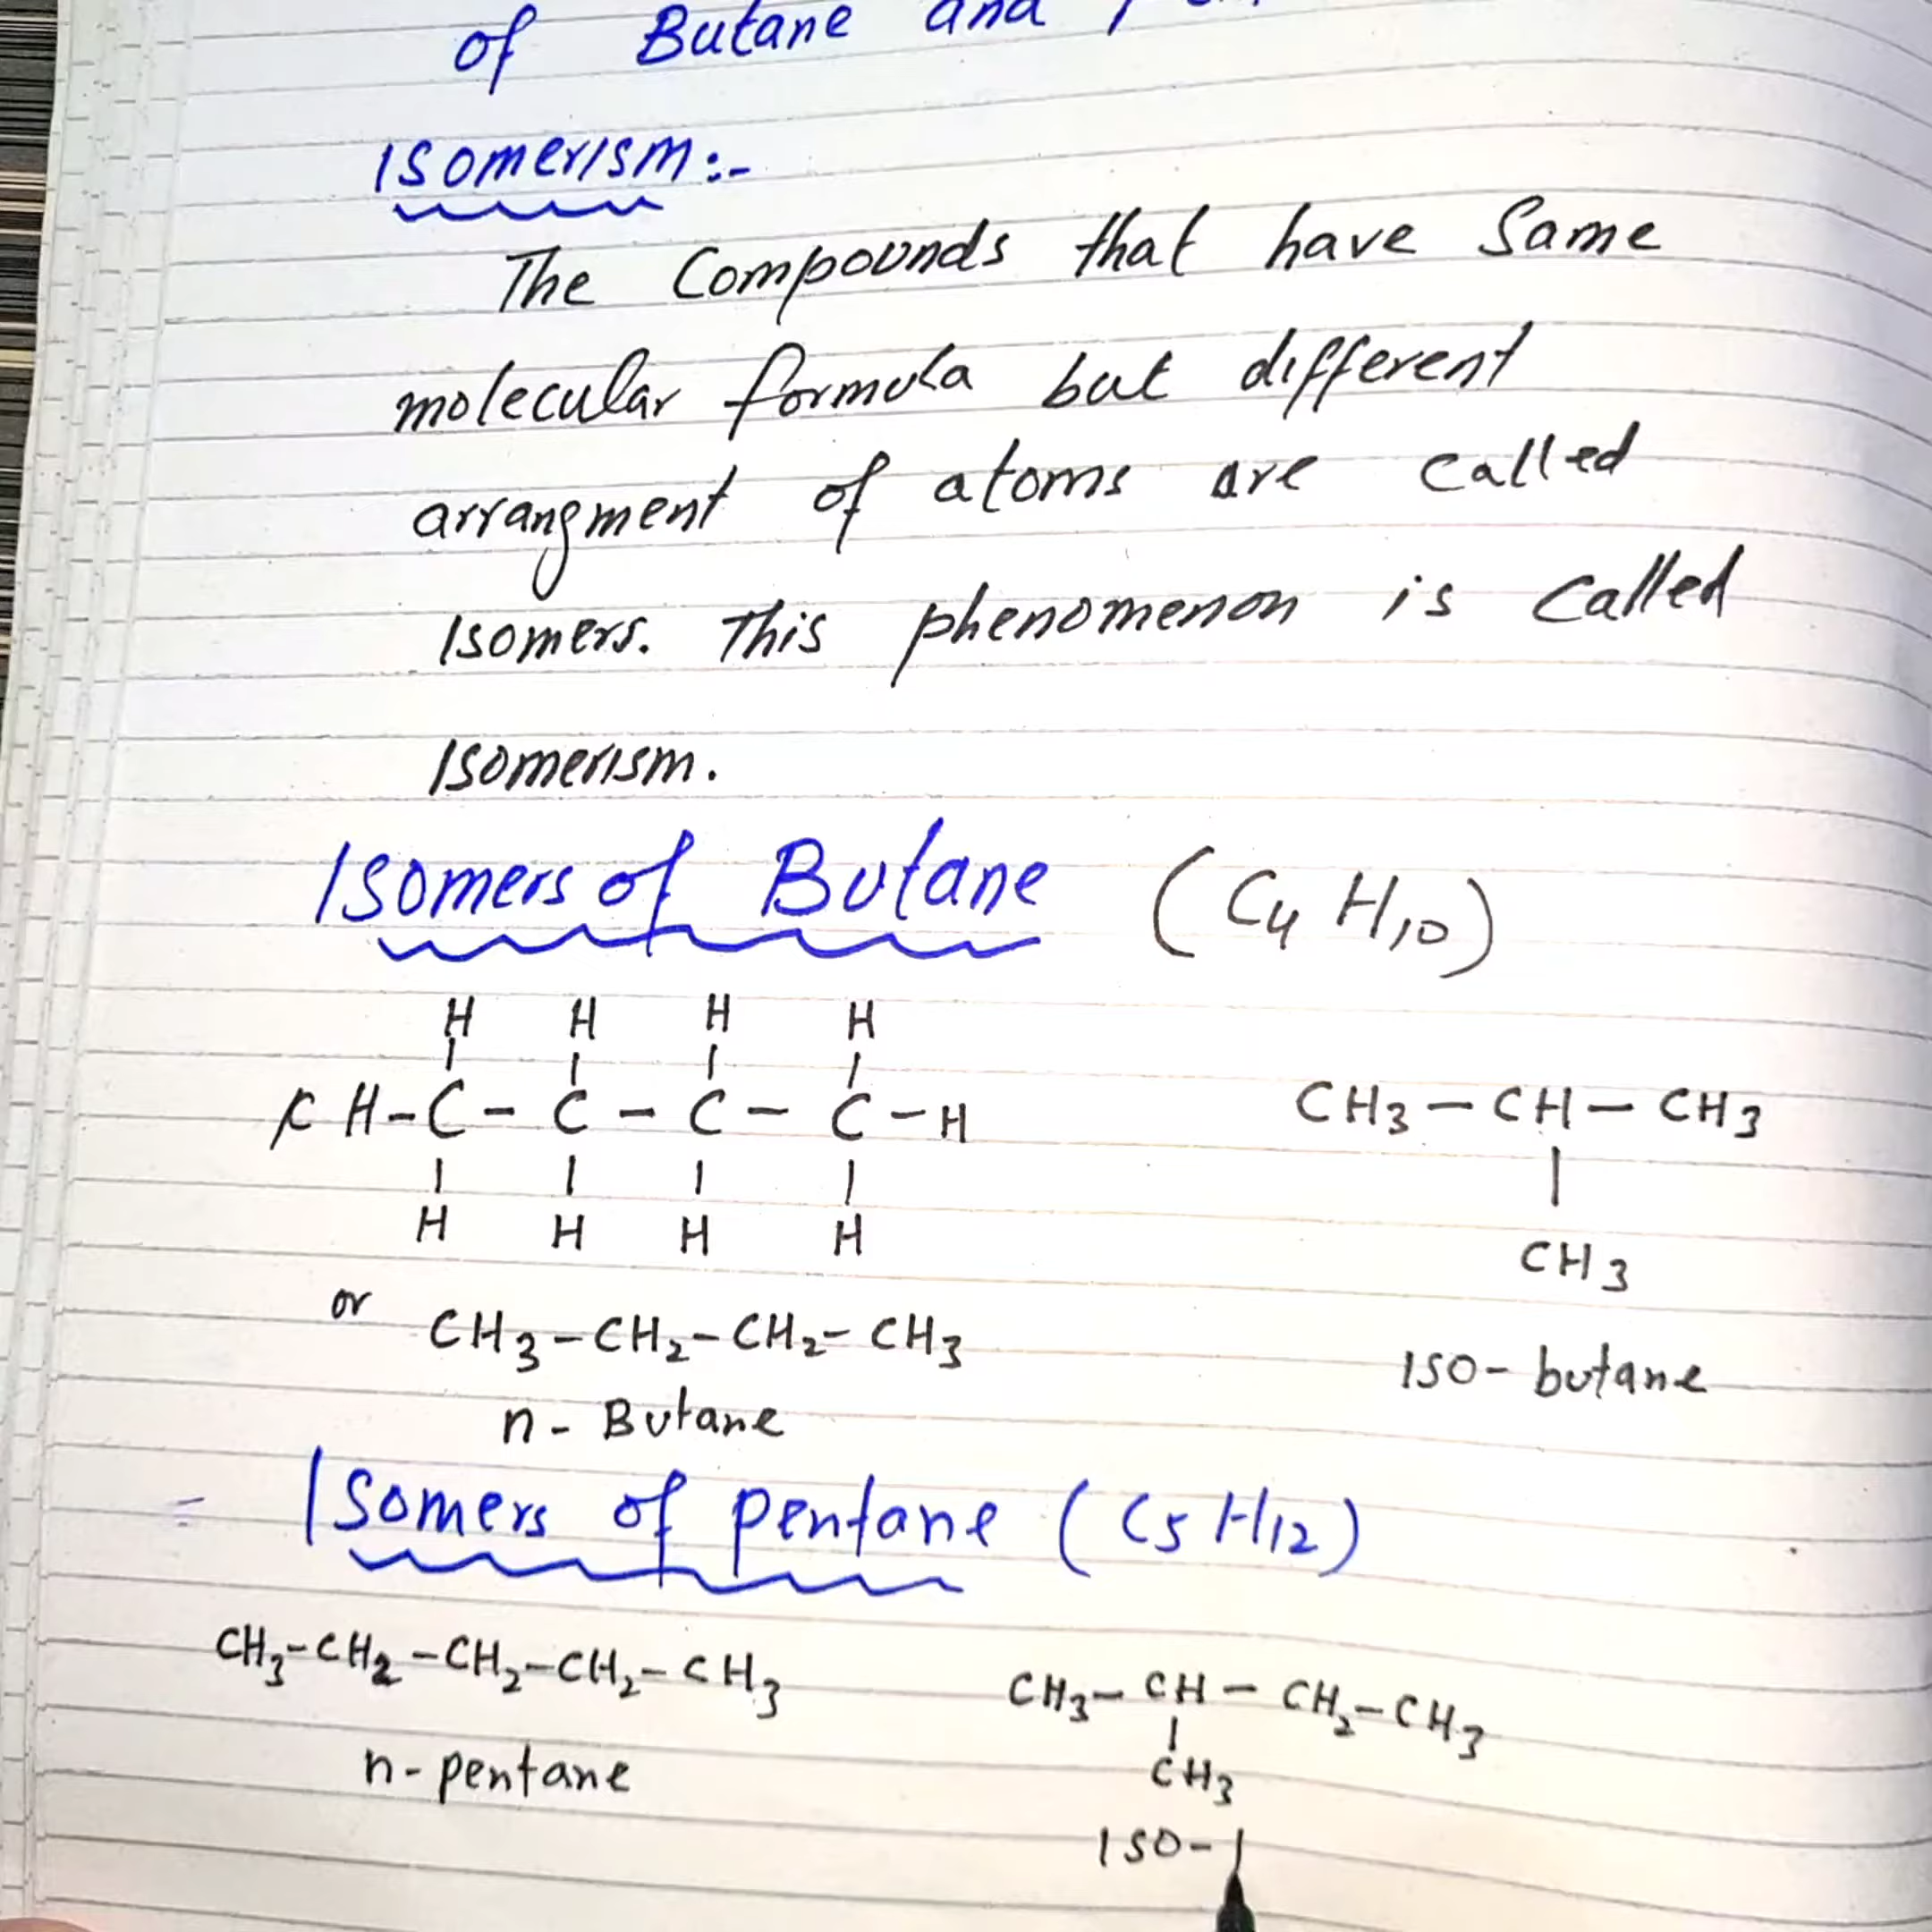 of Butane and
Isomerism:-
The Compounds that have Same
molecular formula but different
arrangment of atoms are called
Isomers. This phenomenon is Called
Isomerism.
Isomers of Butane (C4 H10)
H H H H
H-C-C-C-C-H
H H H H
or CH3-CH2-CH2-CH3
n-Butane
CH3-CH-CH3
|
CH3
ISO-butane
Isomers of pentane (C5H12)
CH3-CH2-CH2-CH2-CH3
n-pentane
CH3-CH-CH2-CH3
|
CH3
ISO-